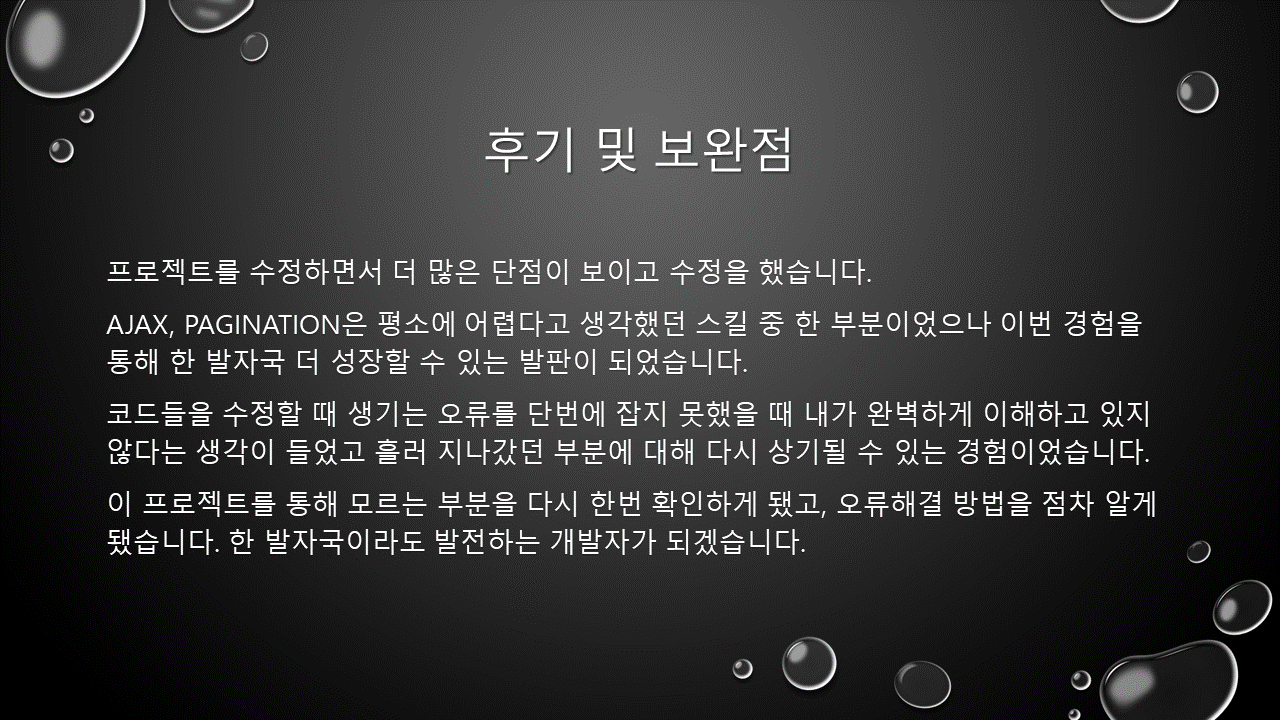 후기 및 보완점
프로젝트를 수정하면서 더 많은 단점이 보이고 수정을 했습니다.
AJAX, PAGINATION은 평소에 어렵다고 생각했던 스킬 중 한 부분이었으나 이번 경험을
통해 한 발자국 더 성장할 수 있는 발판이 되었습니다.
코드들을 수정할 때 생기는 오류를 단번에 잡지 못했을 때 내가 완벽하게 이해하고 있지
않다는 생각이 들었고 흘러 지나갔던 부분에 대해 다시 상기될 수 있는 경험이었습니다.
이 프로젝트를 통해 모르는 부분을 다시 한번 확인하게 됐고, 오류해결 방법을 점차 알게
됐습니다. 한 발자국이라도 발전하는 개발자가 되겠습니다.